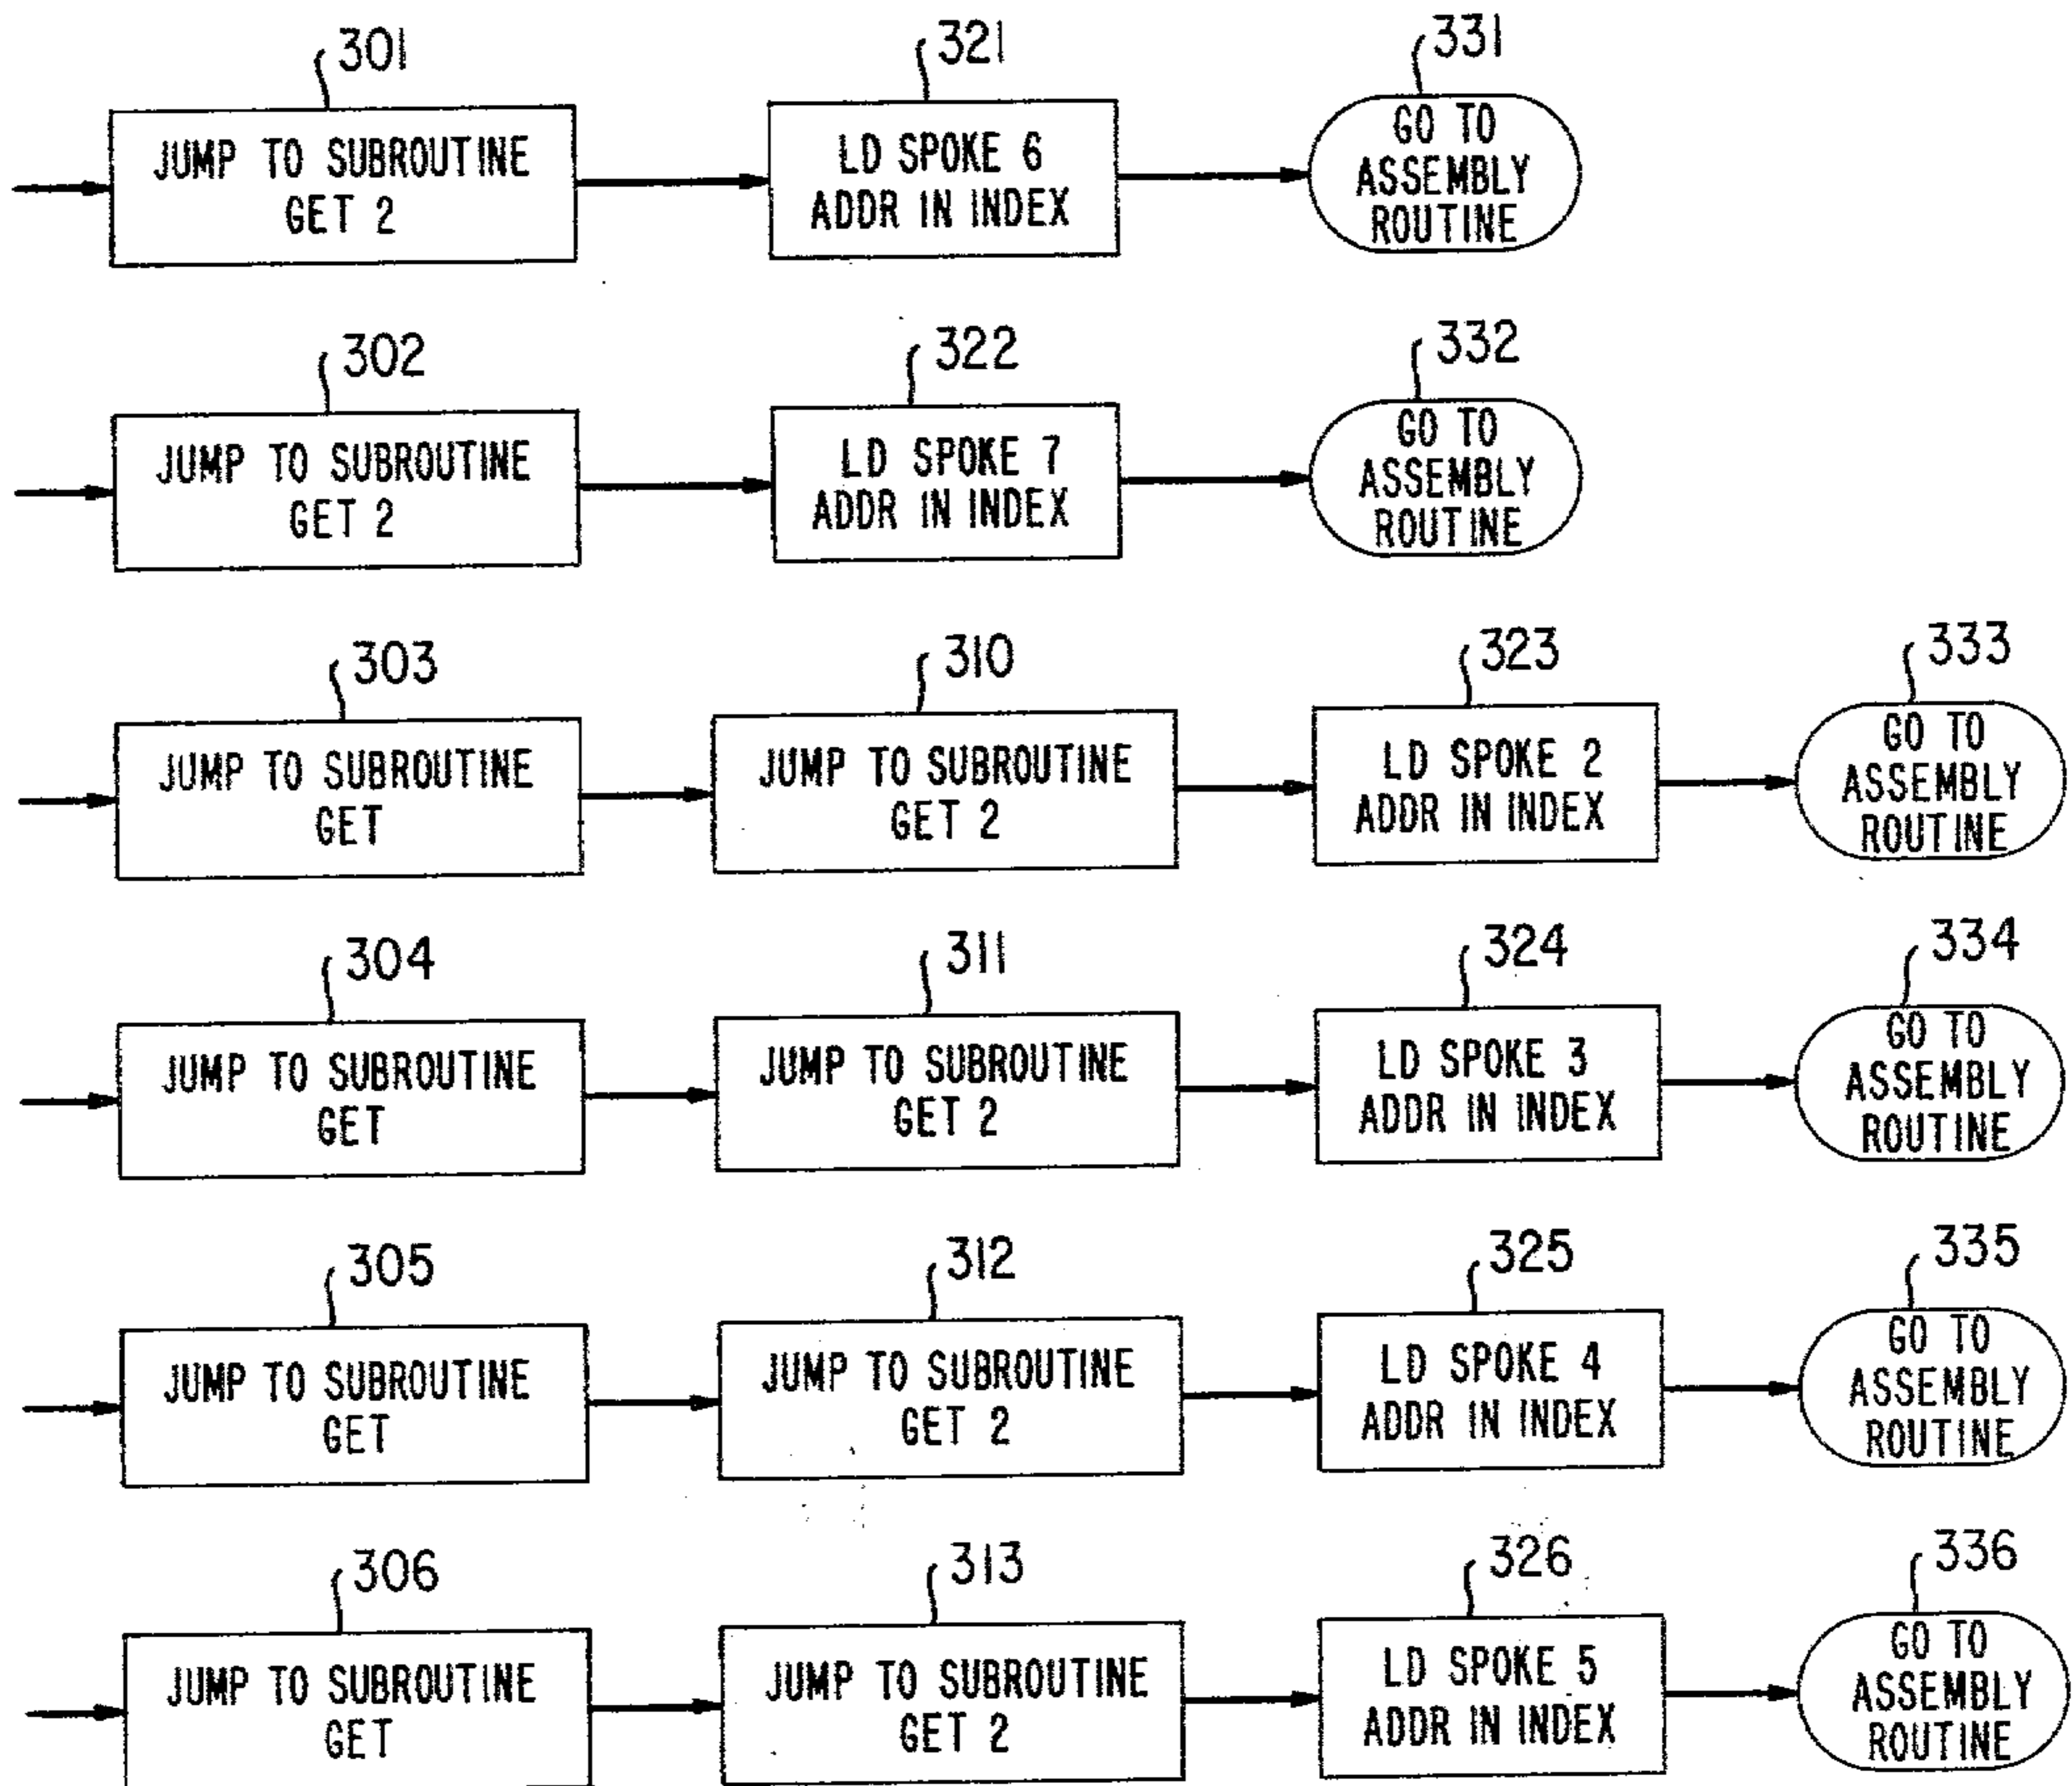 301
321
331
JUMP TO SUBROUTINE
GET 2
LD SPOKE 6
ADDR IN INDEX
GO TO
ASSEMBLY
ROUTINE
302
322
332
JUMP TO SUBROUTINE
GET 2
LD SPOKE 7
ADDR IN INDEX
GO TO
ASSEMBLY
ROUTINE
303
310
323
333
JUMP TO SUBROUTINE
GET
JUMP TO SUBROUTINE
GET 2
LD SPOKE 2
ADDR IN INDEX
GO TO
ASSEMBLY
ROUTINE
304
311
324
334
JUMP TO SUBROUTINE
GET
JUMP TO SUBROUTINE
GET 2
LD SPOKE 3
ADDR IN INDEX
GO TO
ASSEMBLY
ROUTINE
305
312
325
335
JUMP TO SUBROUTINE
GET
JUMP TO SUBROUTINE
GET 2
LD SPOKE 4
ADDR IN INDEX
GO TO
ASSEMBLY
ROUTINE
306
313
326
336
JUMP TO SUBROUTINE
GET
JUMP TO SUBROUTINE
GET 2
LD SPOKE 5
ADDR IN INDEX
GO TO
ASSEMBLY
ROUTINE